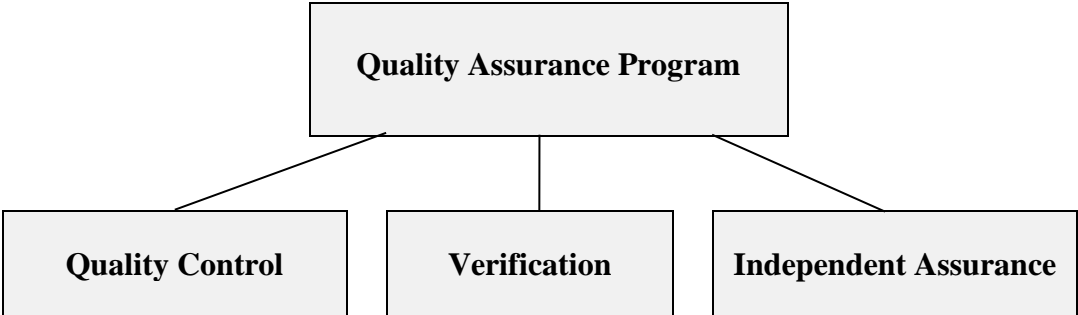 Quality Assurance Program
Quality Control
Verification
Independent Assurance